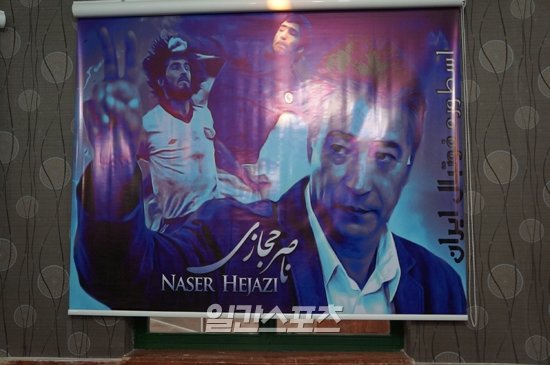 اسطوره فوتبال ایران
ناصر حجازی
NASER HEJAZI
일간스포츠